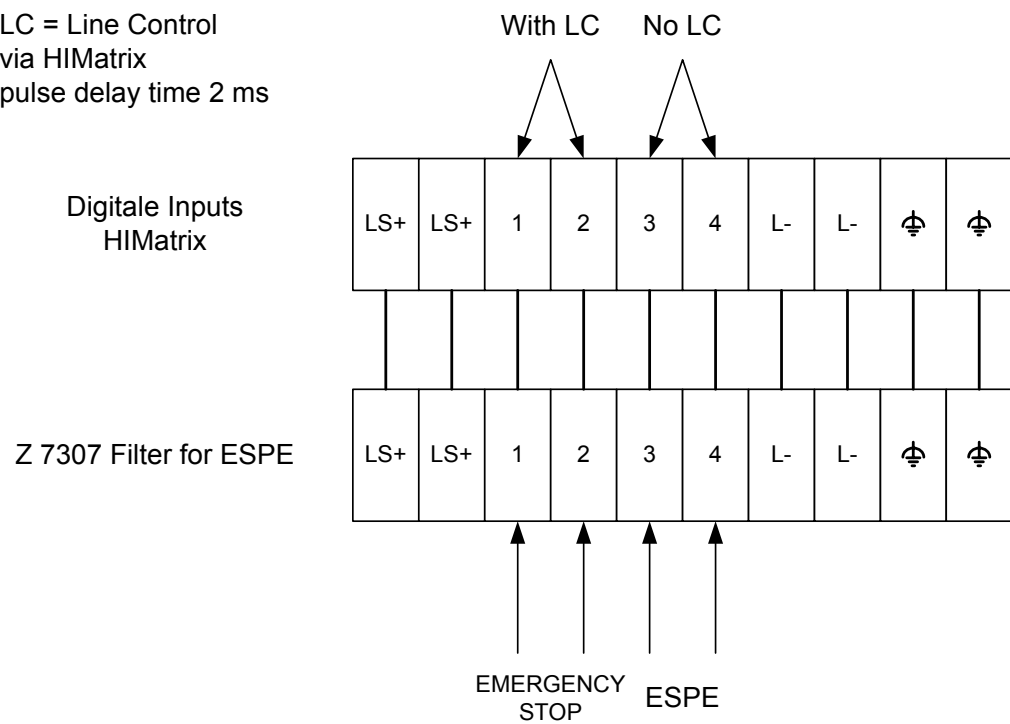 LC = Line Control
via HIMatrix
pulse delay time 2 ms
With LC No LC
Digitale Inputs
HIMatrix
LS+ LS+ 1 2 3 4 L- L-
Z 7307 Filter for ESPE
LS+ LS+ 1 2 3 4 L- L-
EMERGENCY
STOP
ESPE